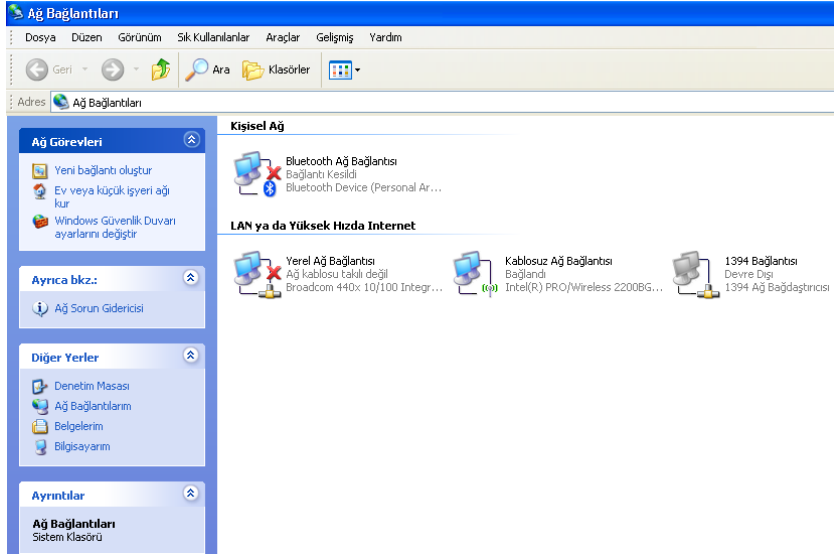 Ağ Bağlantıları
Dosya Düzen Görünüm Sık Kullanılanlar Araçlar Gelişmiş Yardım
Geri Ara Klasörler
Adres Ağ Bağlantıları
Ağ Görevleri
Yeni bağlantı oluştur
Ev veya küçük işyeri ağı
kur
Windows Güvenlik Duvarı
ayarlarını değiştir
Ayrıca bkz.:
Ağ Sorun Gidericisi
Diğer Yerler
Denetim Masası
Ağ Bağlantılarım
Belgelerim
Bilgisayarım
Ayrıntılar
Ağ Bağlantıları
Sistem Klasörü
Kişisel Ağ
Bluetooth Ağ Bağlantısı
Bağlantı Kesildi
Bluetooth Device (Personal Ar...
LAN ya da Yüksek Hızda Internet
Yerel Ağ Bağlantısı
Ağ kablosu takılı değil
Broadcom 440x 10/100 Integr...
Kablosuz Ağ Bağlantısı
Bağlandı
Intel(R) PRO/Wireless 2200BG...
1394 Bağlantısı
Devre Dışı
1394 Ağ Bağdaştırıcısı